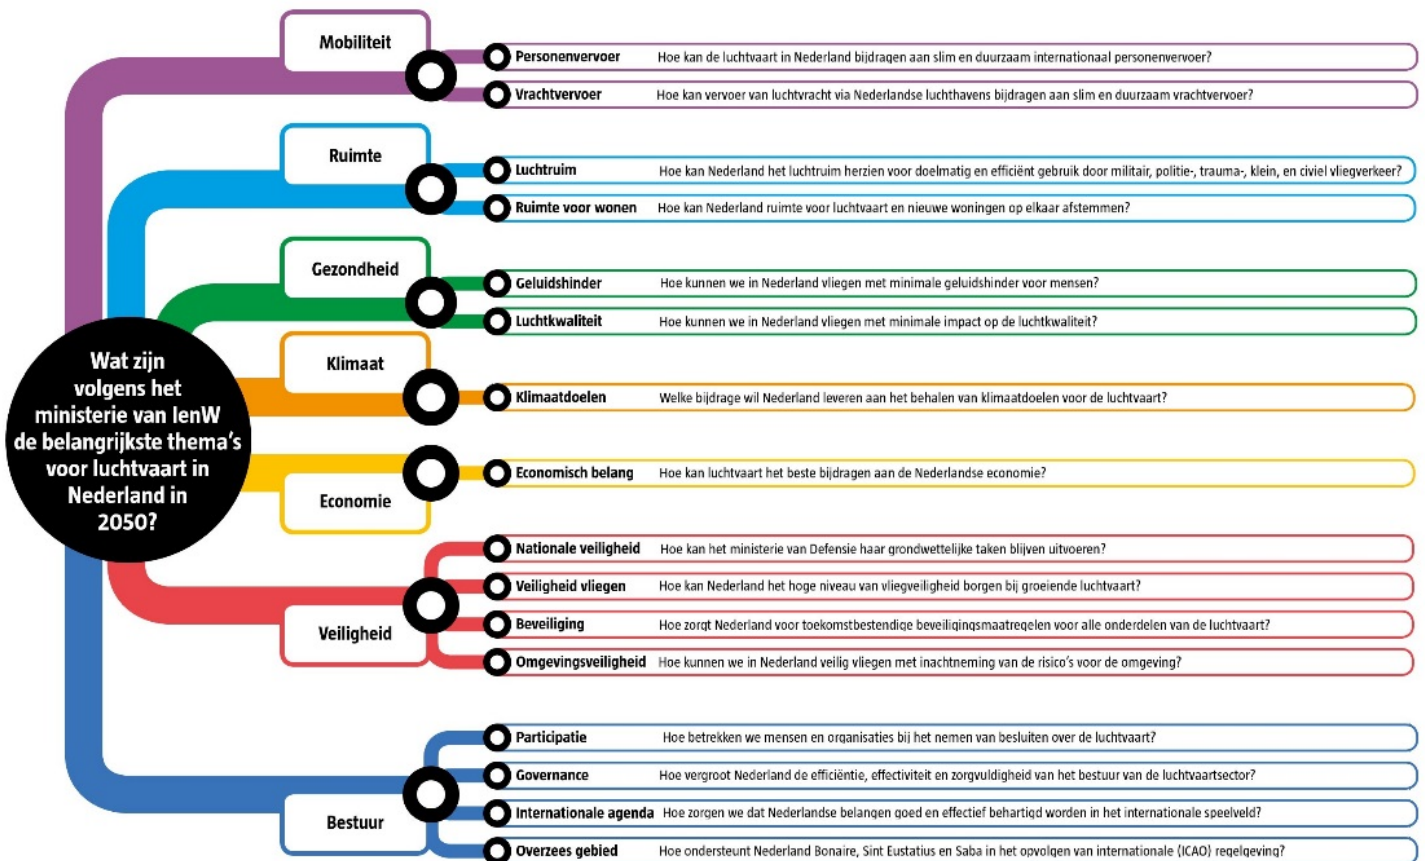 Wat zijn
volgens het
ministerie van IenW
de belangrijkste thema's
voor luchtvaart in
Nederland in
2050?
Mobiliteit
Personenvervoer Hoe kan de luchtvaart in Nederland bijdragen aan slim en duurzaam internationaal personenvervoer?
Vrachtvervoer Hoe kan vervoer van luchtvracht via Nederlandse luchthavens bijdragen aan slim en duurzaam vrachtvervoer?
Ruimte
Luchtruim Hoe kan Nederland het luchtruim herzien voor doelmatig en efficiënt gebruik door militair, politie-, trauma-, klein, en civiel vliegverkeer?
Ruimte voor wonen Hoe kan Nederland ruimte voor luchtvaart en nieuwe woningen op elkaar afstemmen?
Gezondheid
Geluidshinder Hoe kunnen we in Nederland vliegen met minimale geluidshinder voor mensen?
Luchtkwaliteit Hoe kunnen we in Nederland vliegen met minimale impact op de luchtkwaliteit?
Klimaat
Klimaatdoelen Welke bijdrage wil Nederland leveren aan het behalen van klimaatdoelen voor de luchtvaart?
Economie
Economisch belang Hoe kan luchtvaart het beste bijdragen aan de Nederlandse economie?
Veiligheid
Nationale veiligheid Hoe kan het ministerie van Defensie haar grondwettelijke taken blijven uitvoeren?
Veiligheid vliegen Hoe kan Nederland het hoge niveau van vliegveiligheid borgen bij groeiende luchtvaart?
Beveiliging Hoe zorgt Nederland voor toekomstbestendige beveiligingsmaatregelen voor alle onderdelen van de luchtvaart?
Omgevingsveiligheid Hoe kunnen we in Nederland veilig vliegen met inachtneming van de risico's voor de omgeving?
Bestuur
Participatie Hoe betrekken we mensen en organisaties bij het nemen van besluiten over de luchtvaart?
Governance Hoe vergroot Nederland de efficiëntie, effectiviteit en zorgvuldigheid van het bestuur van de luchtvaartsector?
Internationale agenda Hoe zorgen we dat Nederlandse belangen goed en effectief behartigd worden in het internationale speelveld?
Overzees gebied Hoe ondersteunt Nederland Bonaire, Sint Eustatius en Saba in het opvolgen van internationale (ICAO) regelgeving?